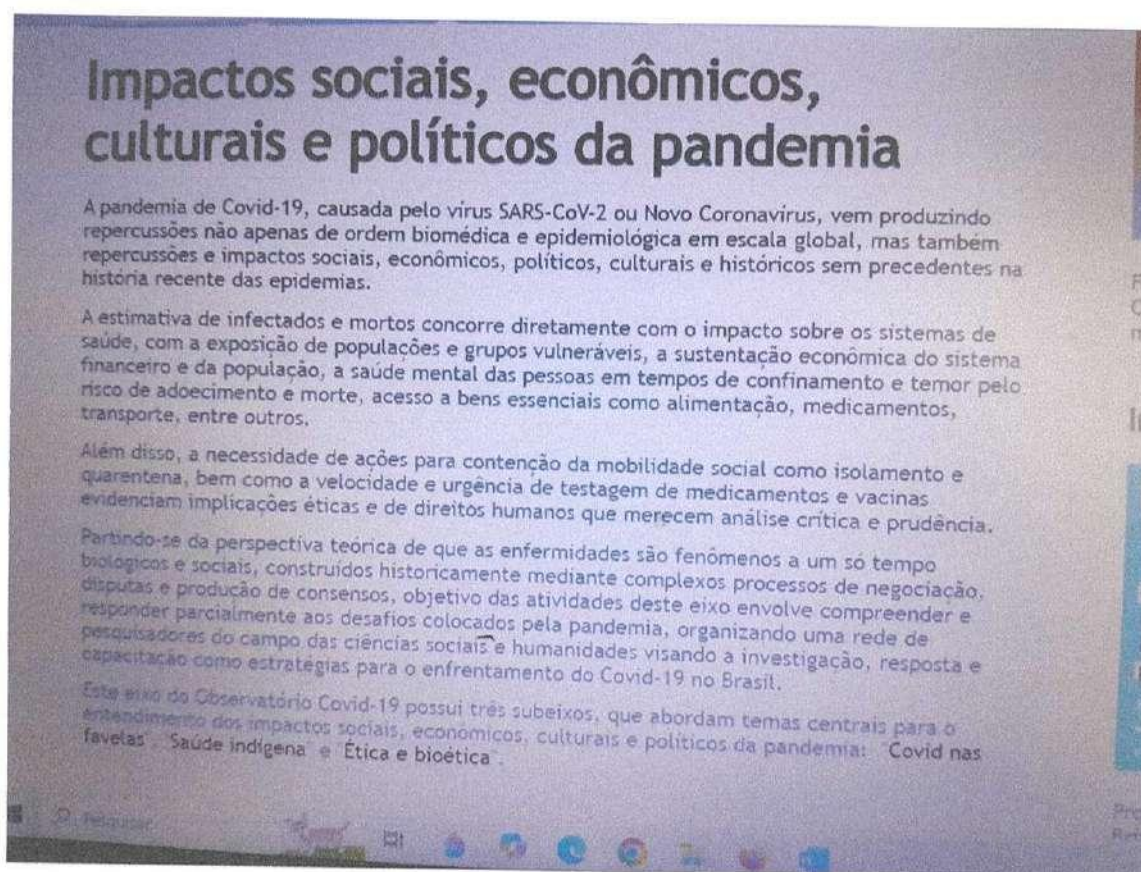 Impactos sociais, econômicos,
culturais e políticos da pandemia
A pandemia de Covid-19, causada pelo vírus SARS-CoV-2 ou Novo Coronavírus, vem produzindo
repercussões não apenas de ordem biomédica e epidemiológica em escala global, mas também
repercussões e impactos sociais, econômicos, políticos, culturais e históricos sem precedentes na
história recente das epidemias.
A estimativa de infectados e mortos concorre diretamente com o impacto sobre os sistemas de
saúde, com a exposição de populações e grupos vulneráveis, a sustentação econômica do sistema
financeiro e da população, a saúde mental das pessoas em tempos de confinamento e temor pelo
risco de adoecimento e morte, acesso a bens essenciais como alimentação, medicamentos,
transporte, entre outros.
Além disso, a necessidade de ações para contenção da mobilidade social como isolamento e
quarentena, bem como a velocidade e urgência de testagem de medicamentos e vacinas
evidenciam implicações éticas e de direitos humanos que merecem análise crítica e prudência.
Partindo-se da perspectiva teórica de que as enfermidades são fenômenos a um só tempo
biológicos e sociais, construídos historicamente mediante complexos processos de negociação,
disputas e produção de consensos, objetivo das atividades deste eixo envolve compreender e
responder parcialmente aos desafios colocados pela pandemia, organizando uma rede de
pesquisadores do campo das ciências sociais e humanidades visando a investigação, resposta e
capacitação como estratégias para o enfrentamento do Covid-19 no Brasil.
Este eixo do Observatório Covid-19 possui três subeixos, que abordam temas centrais para o
entendimento dos impactos sociais, econômicos, culturais e políticos da pandemia: "Covid nas
favelas", "Saúde indígena" e "Ética e bioética".
Pesquisar